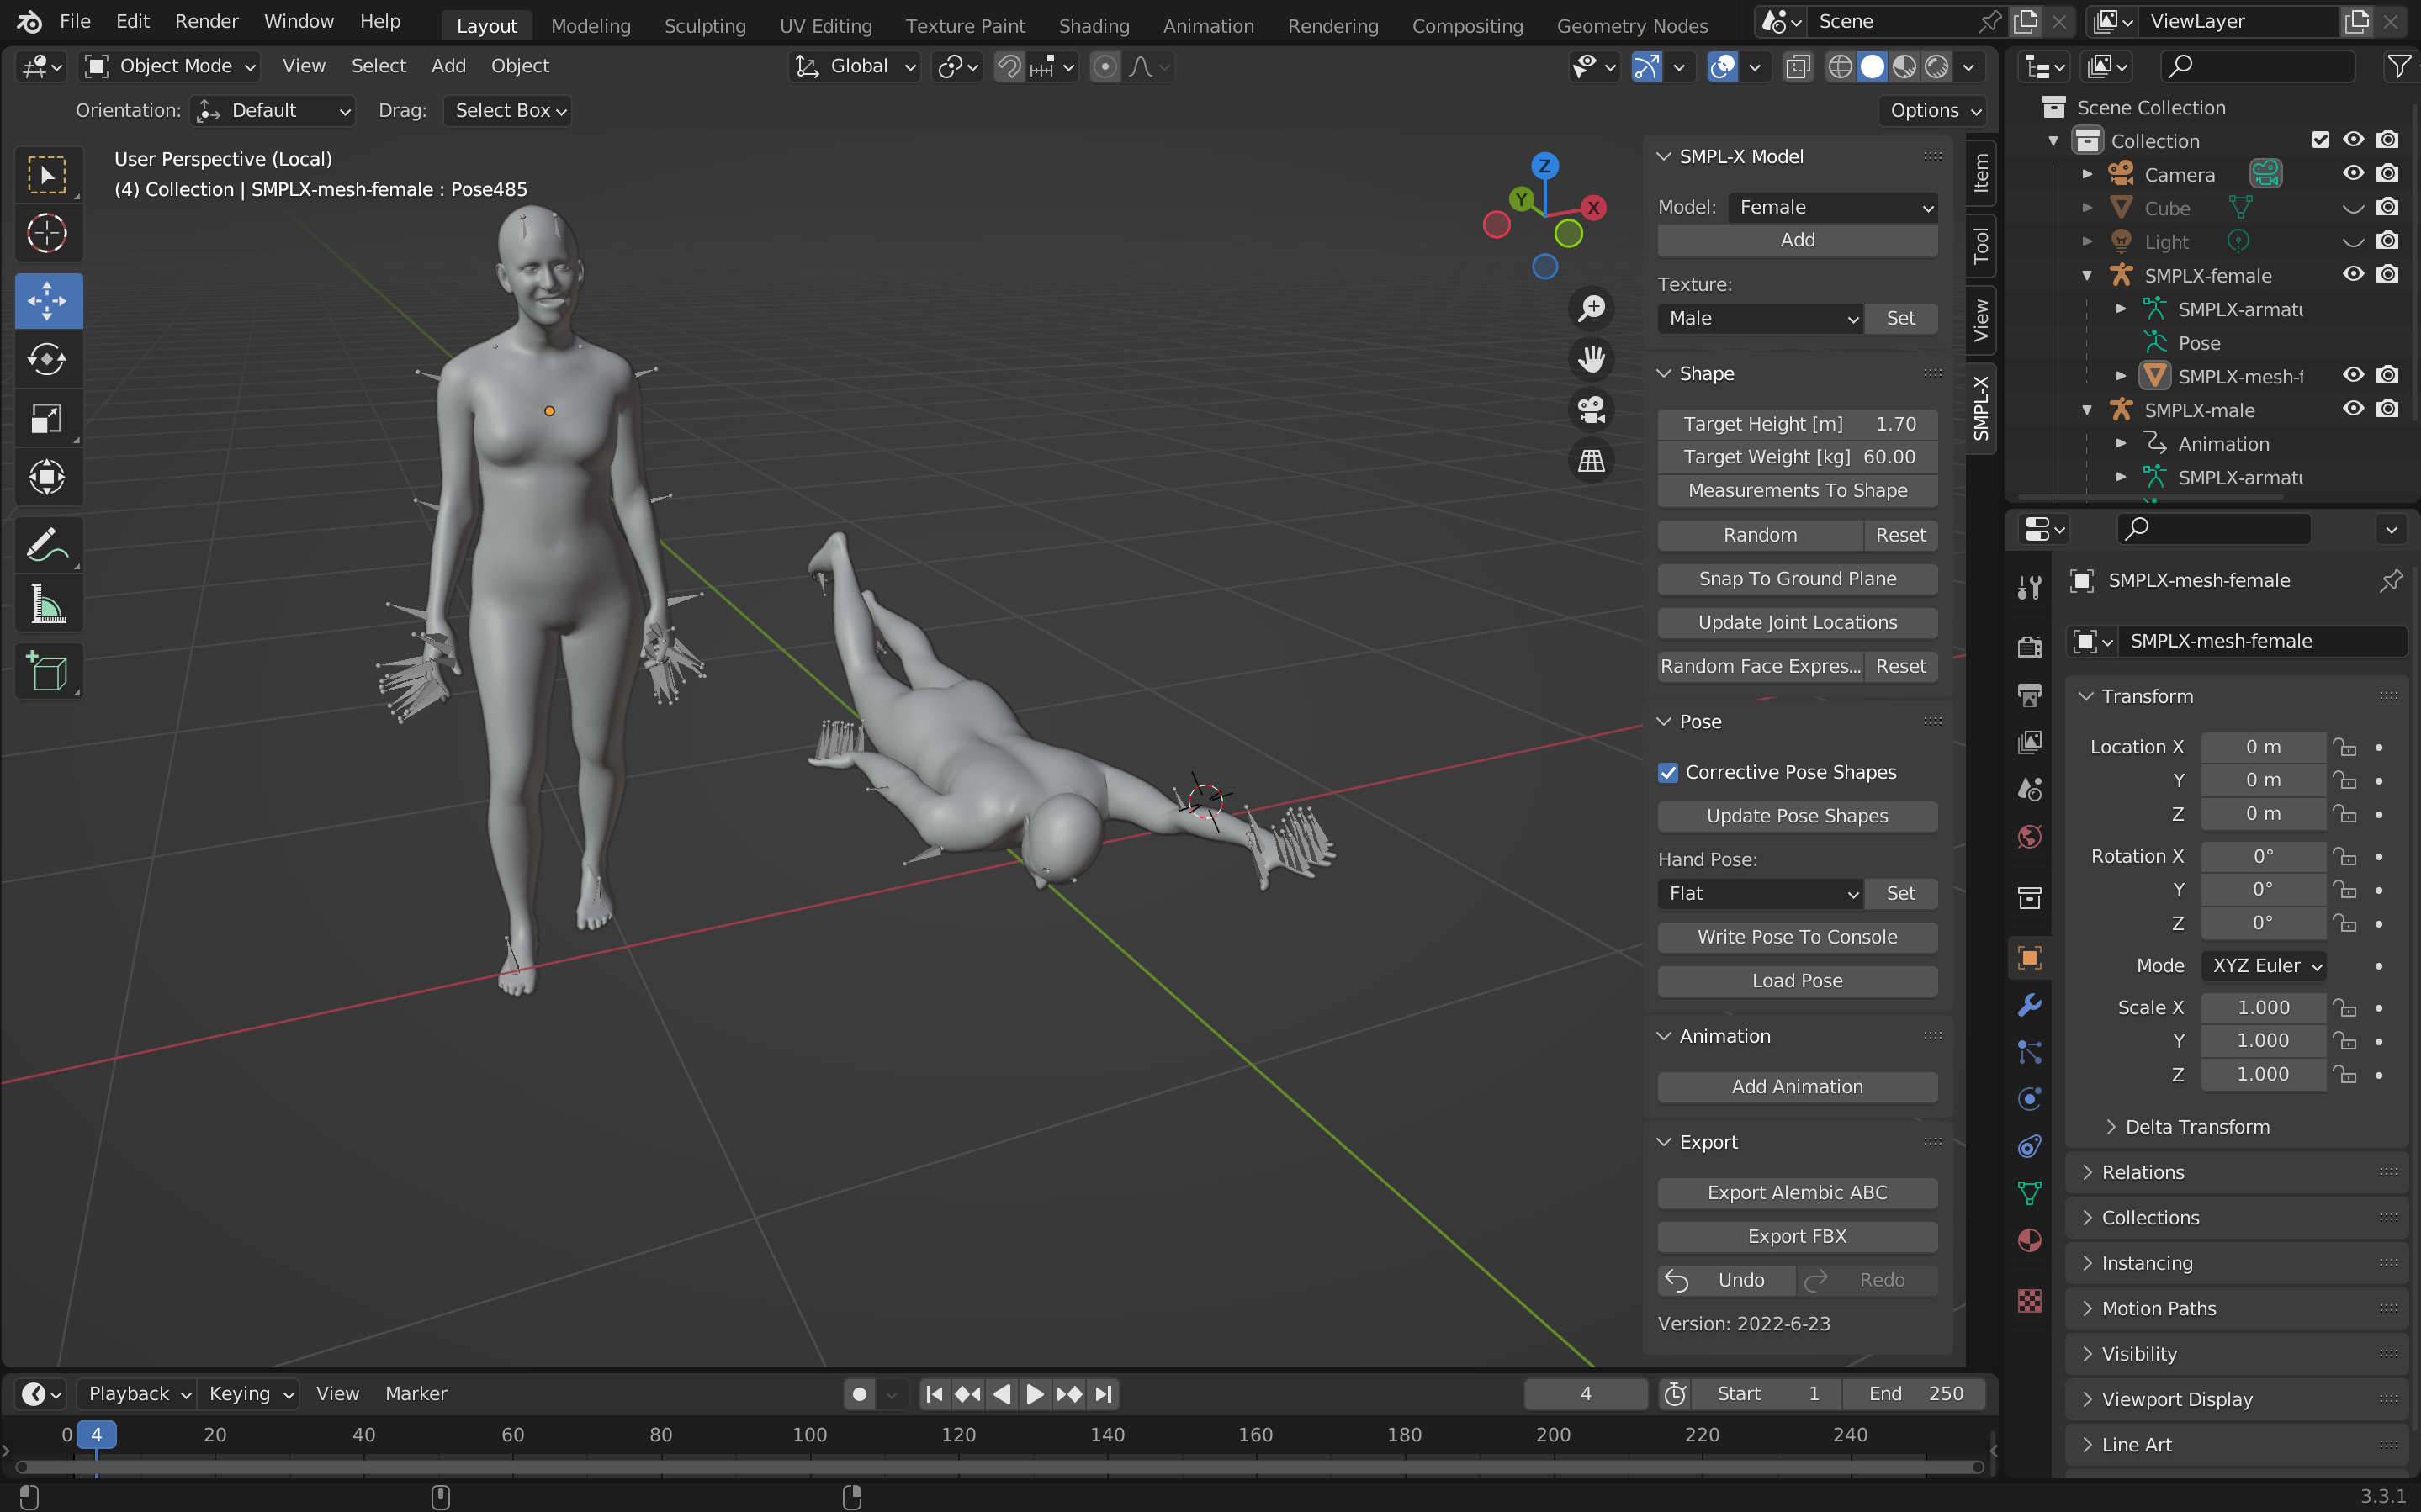 File Edit Render Window Help Layout Modeling Sculpting UV Editing Texture Paint Shading Animation Rendering Compositing Geometry Nodes Scene ViewLayer
Object Mode View Select Add Object Global
Orientation: Default Drag: Select Box Options
User Perspective (Local)
(4) Collection | SMPLX-mesh-female : Pose485
Z
Y
X
SMPL-X Model
Model: Female
Add
Texture:
Male Set
Shape
Target Height [m] 1.70
Target Weight [kg] 60.00
Measurements To Shape
Random Reset
Snap To Ground Plane
Update Joint Locations
Random Face Expres... Reset
Pose
Corrective Pose Shapes
Update Pose Shapes
Hand Pose:
Flat Set
Write Pose To Console
Load Pose
Animation
Add Animation
Export
Export Alembic ABC
Export FBX
Undo Redo
Version: 2022-6-23
Item
Tool
View
SMPL-X
Scene Collection
Collection
Camera
Cube
Light
SMPLX-female
SMPLX-armatu
Pose
SMPLX-mesh-f
SMPLX-male
Animation
SMPLX-armatu
SMPLX-mesh-female
SMPLX-mesh-female
Transform
Location X 0 m
Y 0 m
Z 0 m
Rotation X 0°
Y 0°
Z 0°
Mode XYZ Euler
Scale X 1.000
Y 1.000
Z 1.000
Delta Transform
Relations
Collections
Instancing
Motion Paths
Visibility
Viewport Display
Line Art
Playback Keying View Marker 4 Start 1 End 250
0 4 20 40 60 80 100 120 140 160 180 200 220 240
3.3.1